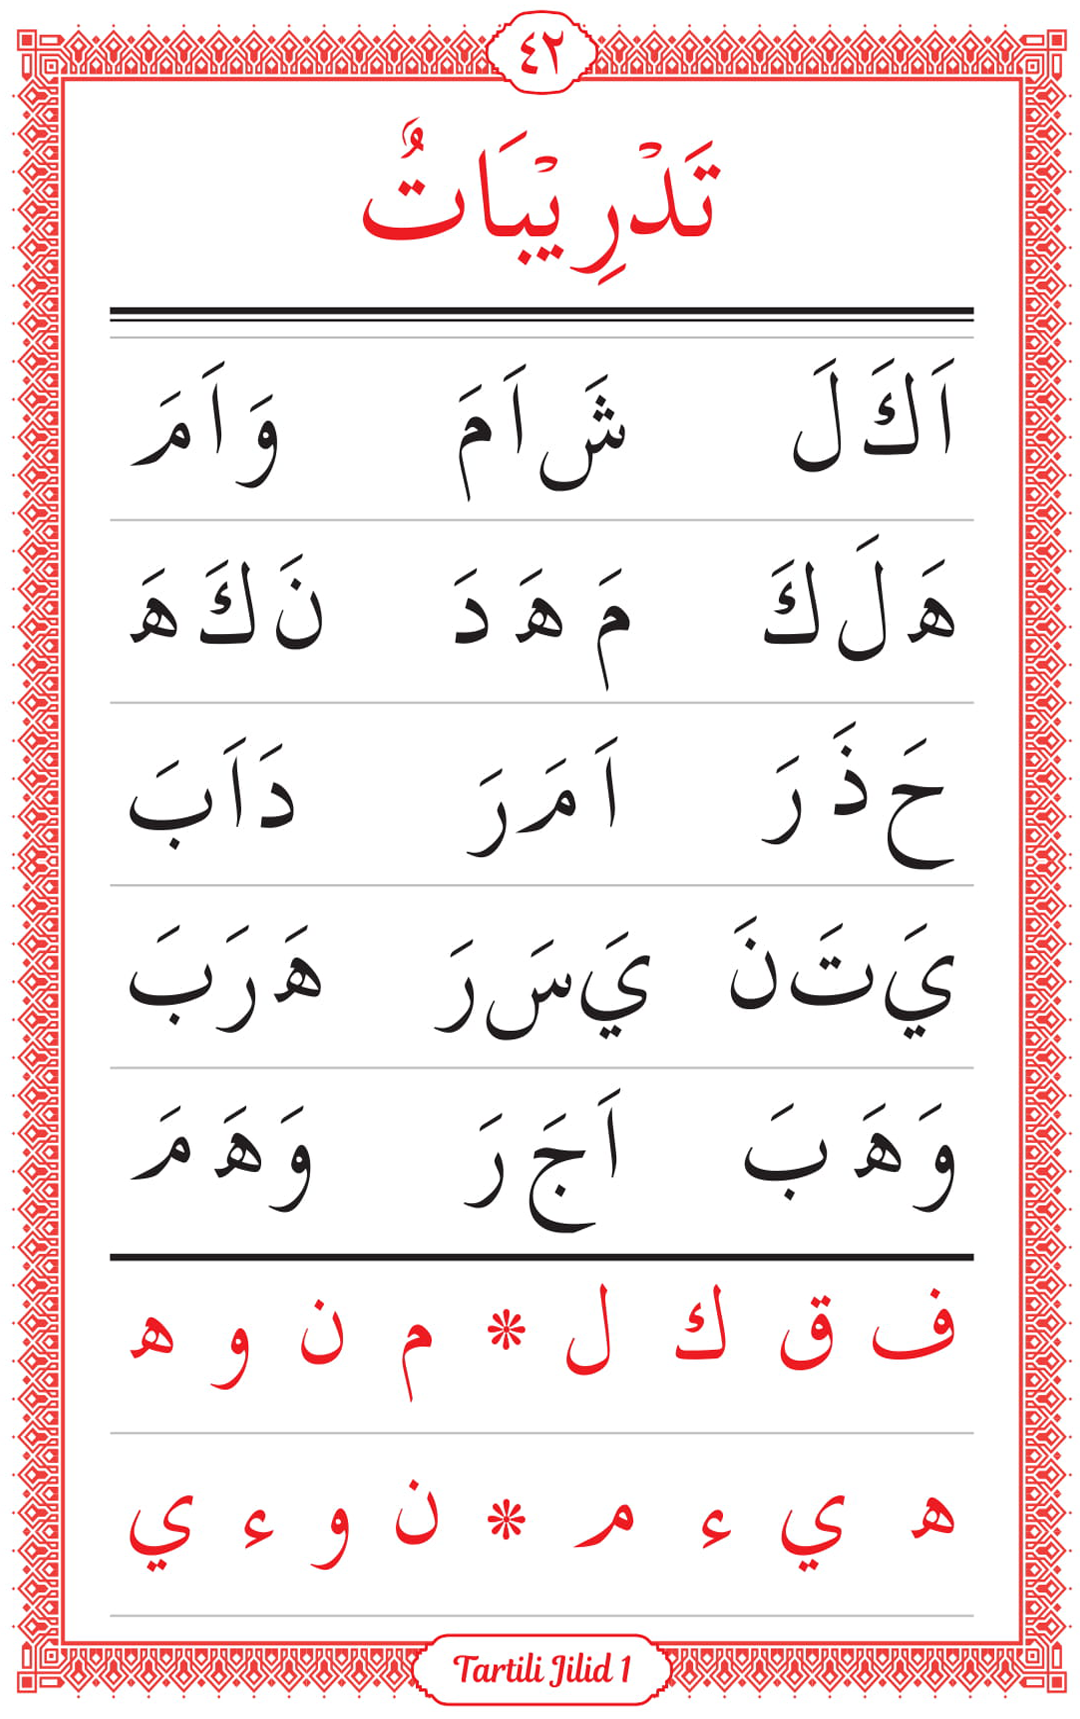 ٤٢
تَدْرِيْبَاتٌ
اَكَلَ شَاَمَ وَاَمَ
هَلَكَ مَهَدَ نَكَهَ
حَذَرَ اَمَرَ دَاَبَ
يَتَنَ يَسَرَ هَرَبَ
وَهَبَ اَجَرَ وَهَمَ
ف ق ك ل * م ن و ه
ه ي ء م * ن و ء ي
Tartili Jilid 1